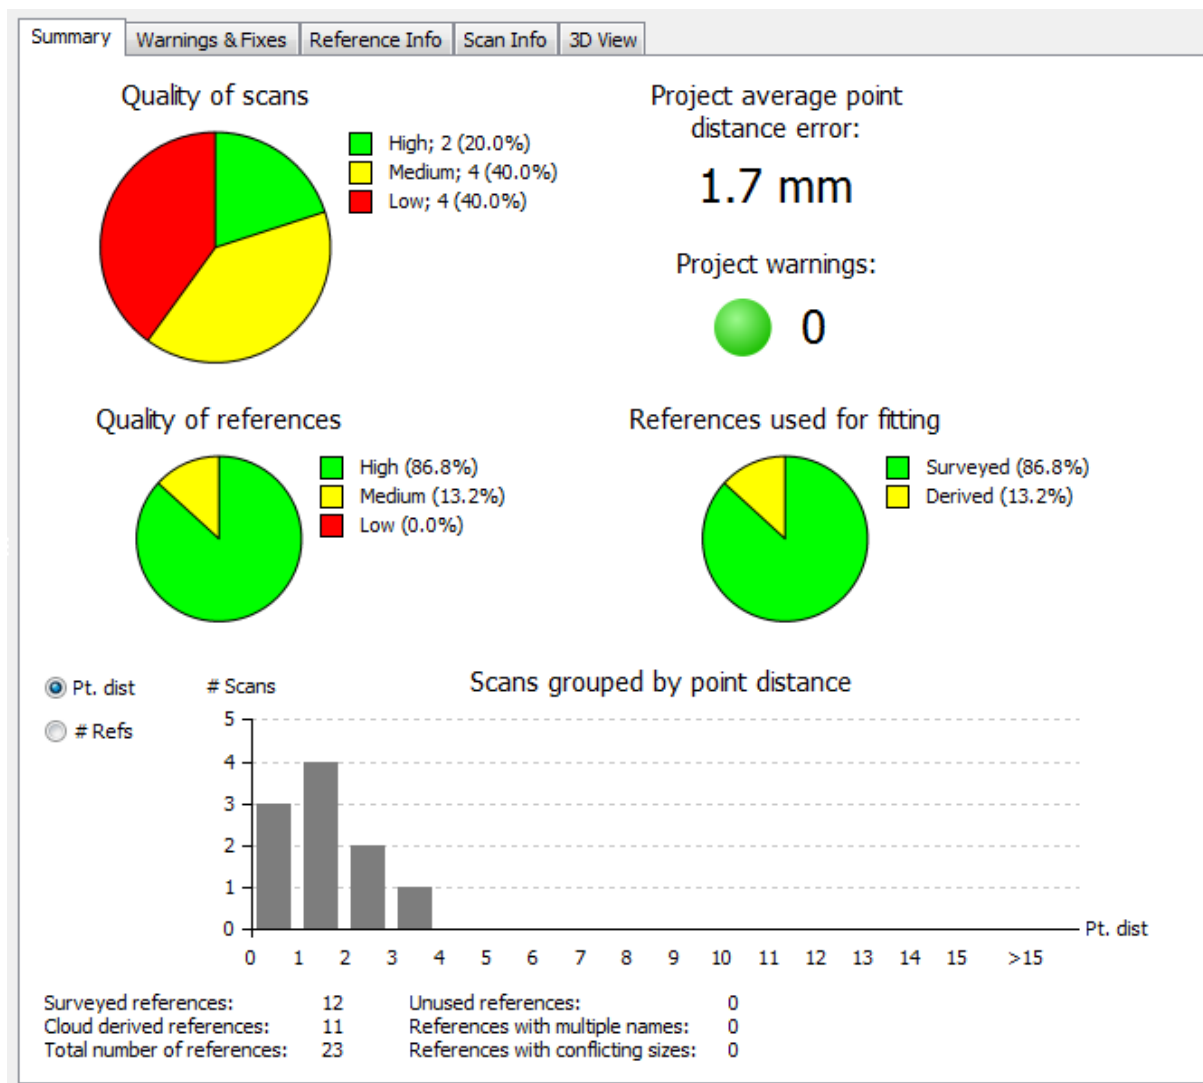 Summary
Warnings & Fixes
Reference Info
Scan Info
3D View
Quality of scans
High; 2 (20.0%)
Medium; 4 (40.0%)
Low; 4 (40.0%)
Project average point
distance error:
1.7 mm
Project warnings:
0
Quality of references
High (86.8%)
Medium (13.2%)
Low (0.0%)
References used for fitting
Surveyed (86.8%)
Derived (13.2%)
Pt. dist
# Refs
# Scans
Scans grouped by point distance
5
4
3
2
1
0
0 1 2 3 4 5 6 7 8 9 10 11 12 13 14 15 >15
Pt. dist
Surveyed references: 12
Cloud derived references: 11
Total number of references: 23
Unused references: 0
References with multiple names: 0
References with conflicting sizes: 0